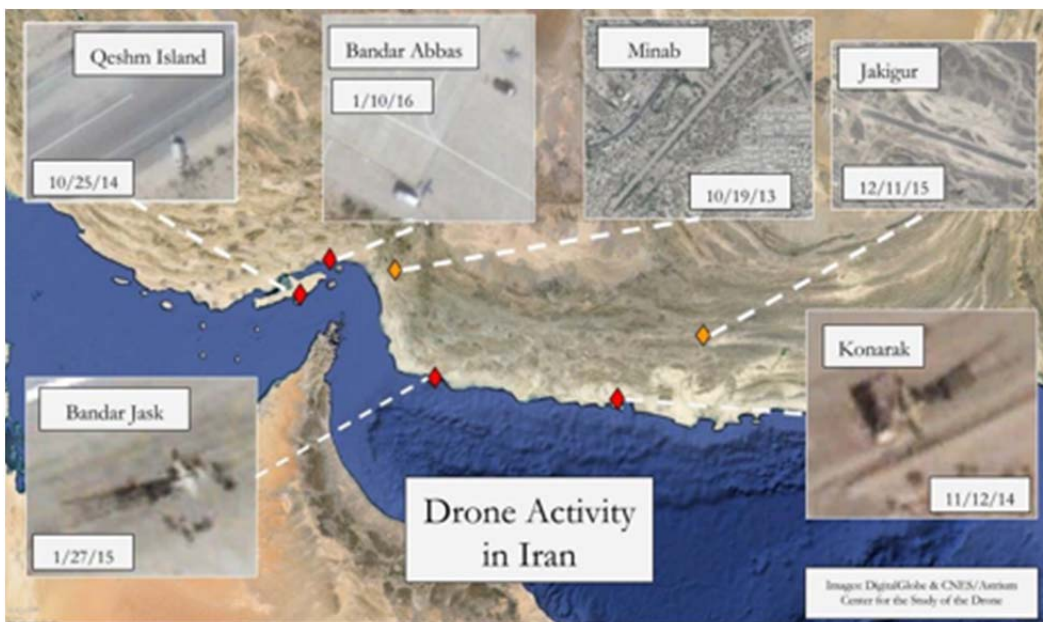 Qeshm Island
10/25/14
Bandar Abbas
1/10/16
Minab
10/19/13
Jakigur
12/11/15
Konarak
11/12/14
Bandar Jask
1/27/15
Drone Activity
in Iran
Images: DigitalGlobe & CNES/Astrium
Center for the Study of the Drone